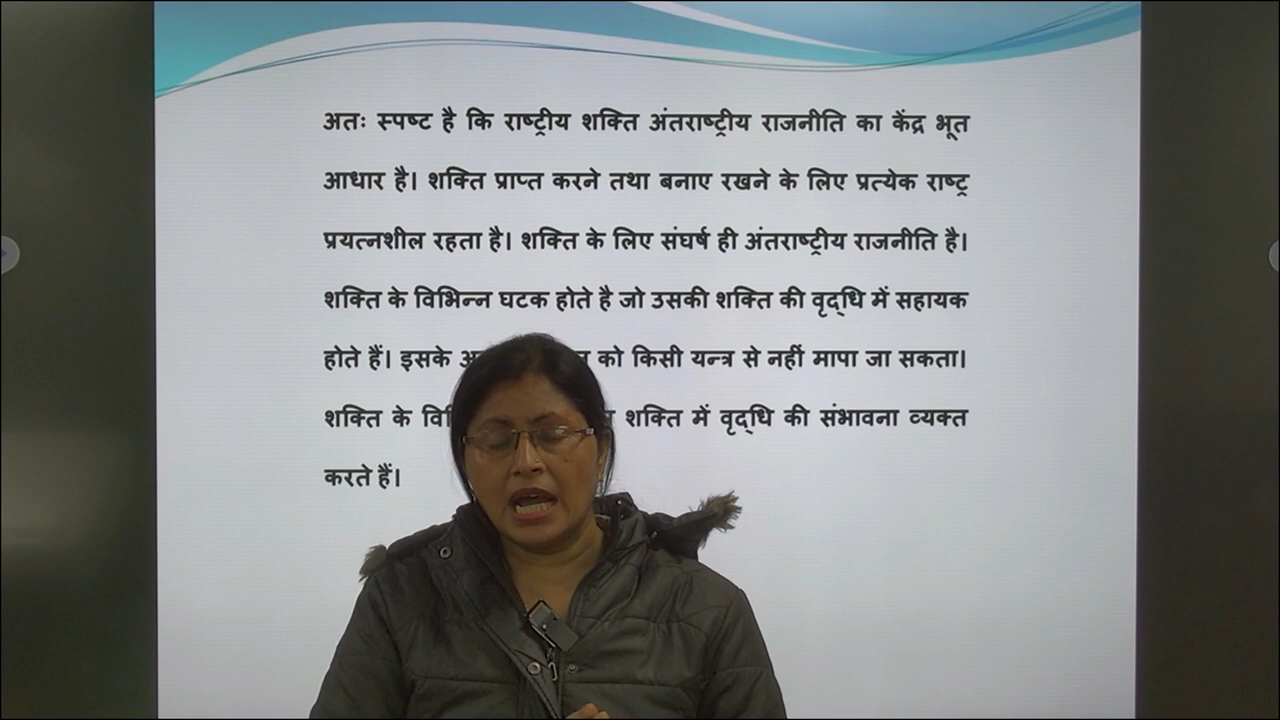 अतः स्पष्ट है कि राष्ट्रीय शक्ति अंतराष्ट्रीय राजनीति का केंद्र भूत
आधार है। शक्ति प्राप्त करने तथा बनाए रखने के लिए प्रत्येक राष्ट्र
प्रयत्नशील रहता है। शक्ति के लिए संघर्ष ही अंतराष्ट्रीय राजनीति है।
शक्ति के विभिन्न घटक होते है जो उसकी शक्ति की वृद्धि में सहायक
होते हैं। इसके को किसी यन्त्र से नहीं मापा जा सकता।
शक्ति के शक्ति में वृद्धि की संभावना व्यक्त
करते हैं।